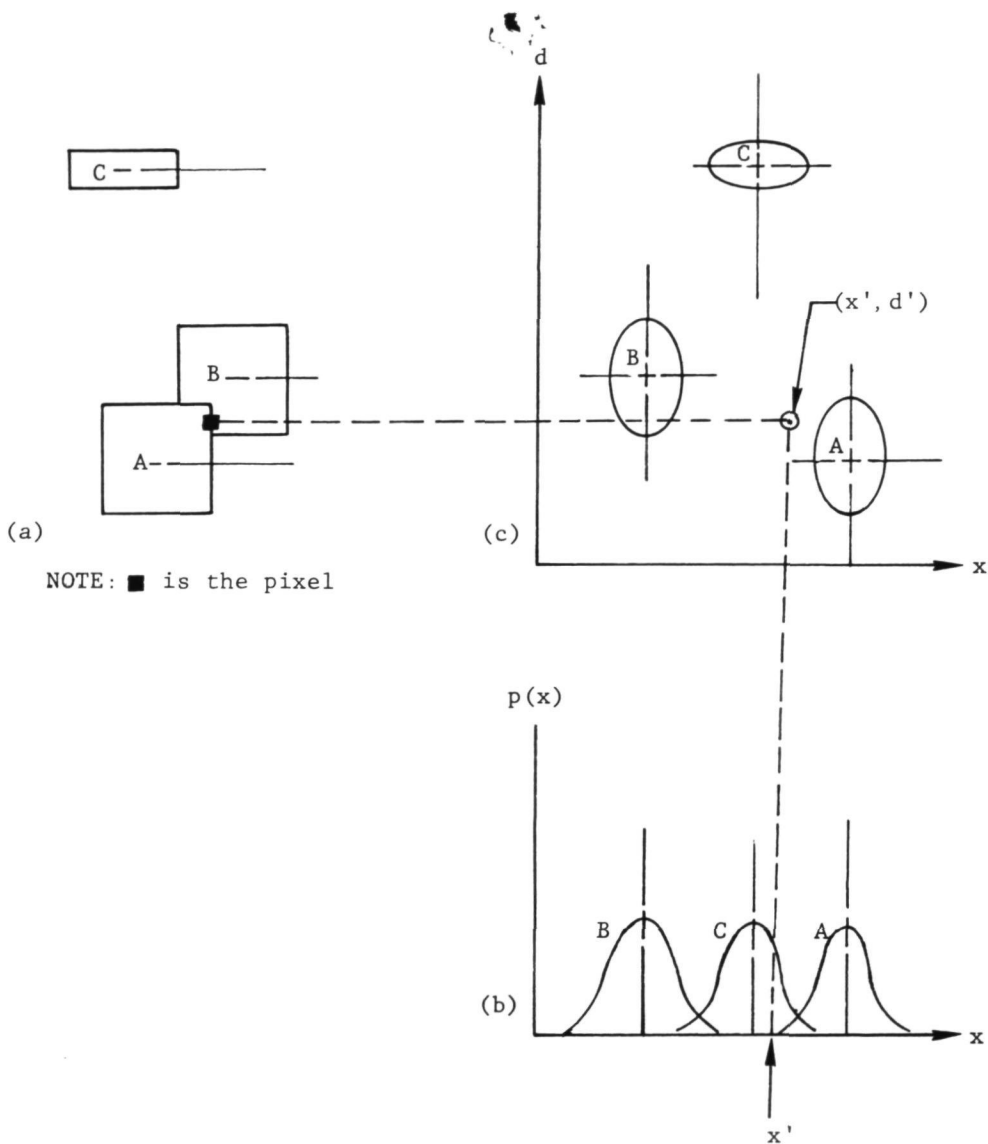 d
C
C
(x', d')
B
B
A
A
(a)
(c)
x
NOTE: ■ is the pixel
p(x)
B
C
A
(b)
x
x'